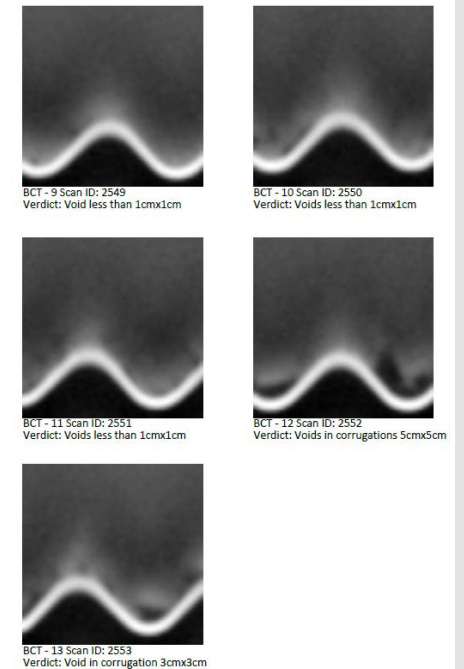 BCT - 9 Scan ID: 2549
Verdict: Void less than 1cmx1cm
BCT - 10 Scan ID: 2550
Verdict: Voids less than 1cmx1cm
BCT - 11 Scan ID: 2551
Verdict: Voids less than 1cmx1cm
BCT - 12 Scan ID: 2552
Verdict: Voids in corrugations 5cmx5cm
BCT - 13 Scan ID: 2553
Verdict: Void in corrugation 3cmx3cm